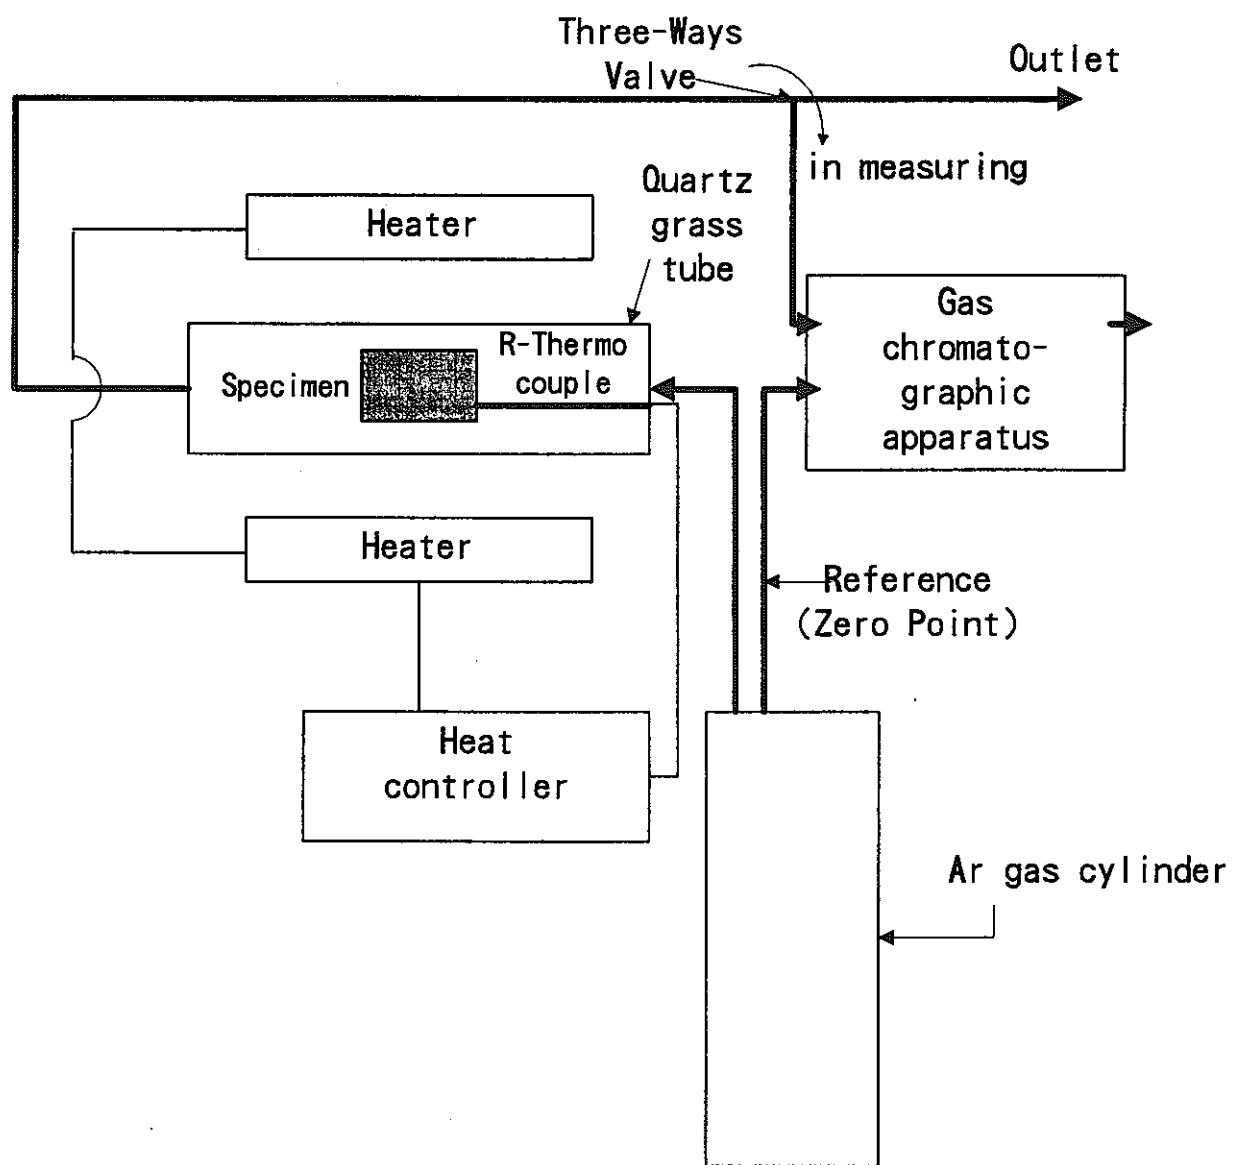 Three-Ways
Valve
Outlet
in measuring
Quartz
grass
tube
Heater
Gas
chromato-
graphic
apparatus
R-Thermo
couple
Specimen
Heater
Reference
(Zero Point)
Heat
controller
Ar gas cylinder